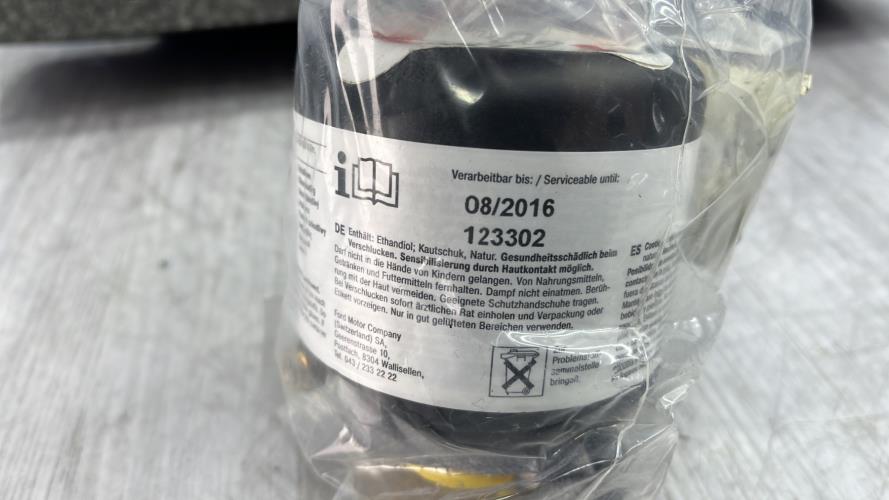 i
Verarbeitbar bis: / Serviceable until:
08/2016
123302
DE Enthält: Ethandiol; Kautschuk, Natur. Gesundheitsschädlich beim
Verschlucken. Sensibilisierung durch Hautkontakt möglich.
Darf nicht in die Hände von Kindern gelangen. Von Nahrungsmitteln,
Getränken und Futtermitteln fernhalten. Dampf nicht einatmen. Berüh-
rung mit der Haut vermeiden. Geeignete Schutzhandschuhe tragen.
Bei Verschlucken sofort ärztlichen Rat einholen und Verpackung oder
Etikett vorzeigen. Nur in gut gelüfteten Bereichen verwenden.
Ford Motor Company
(Switzerland) SA,
Geerenstrasse 10,
Postfach, 8304 Wallisellen,
Tel. 043 / 233 22 22
Problemstoff
sammelstelle
bringen.
ES